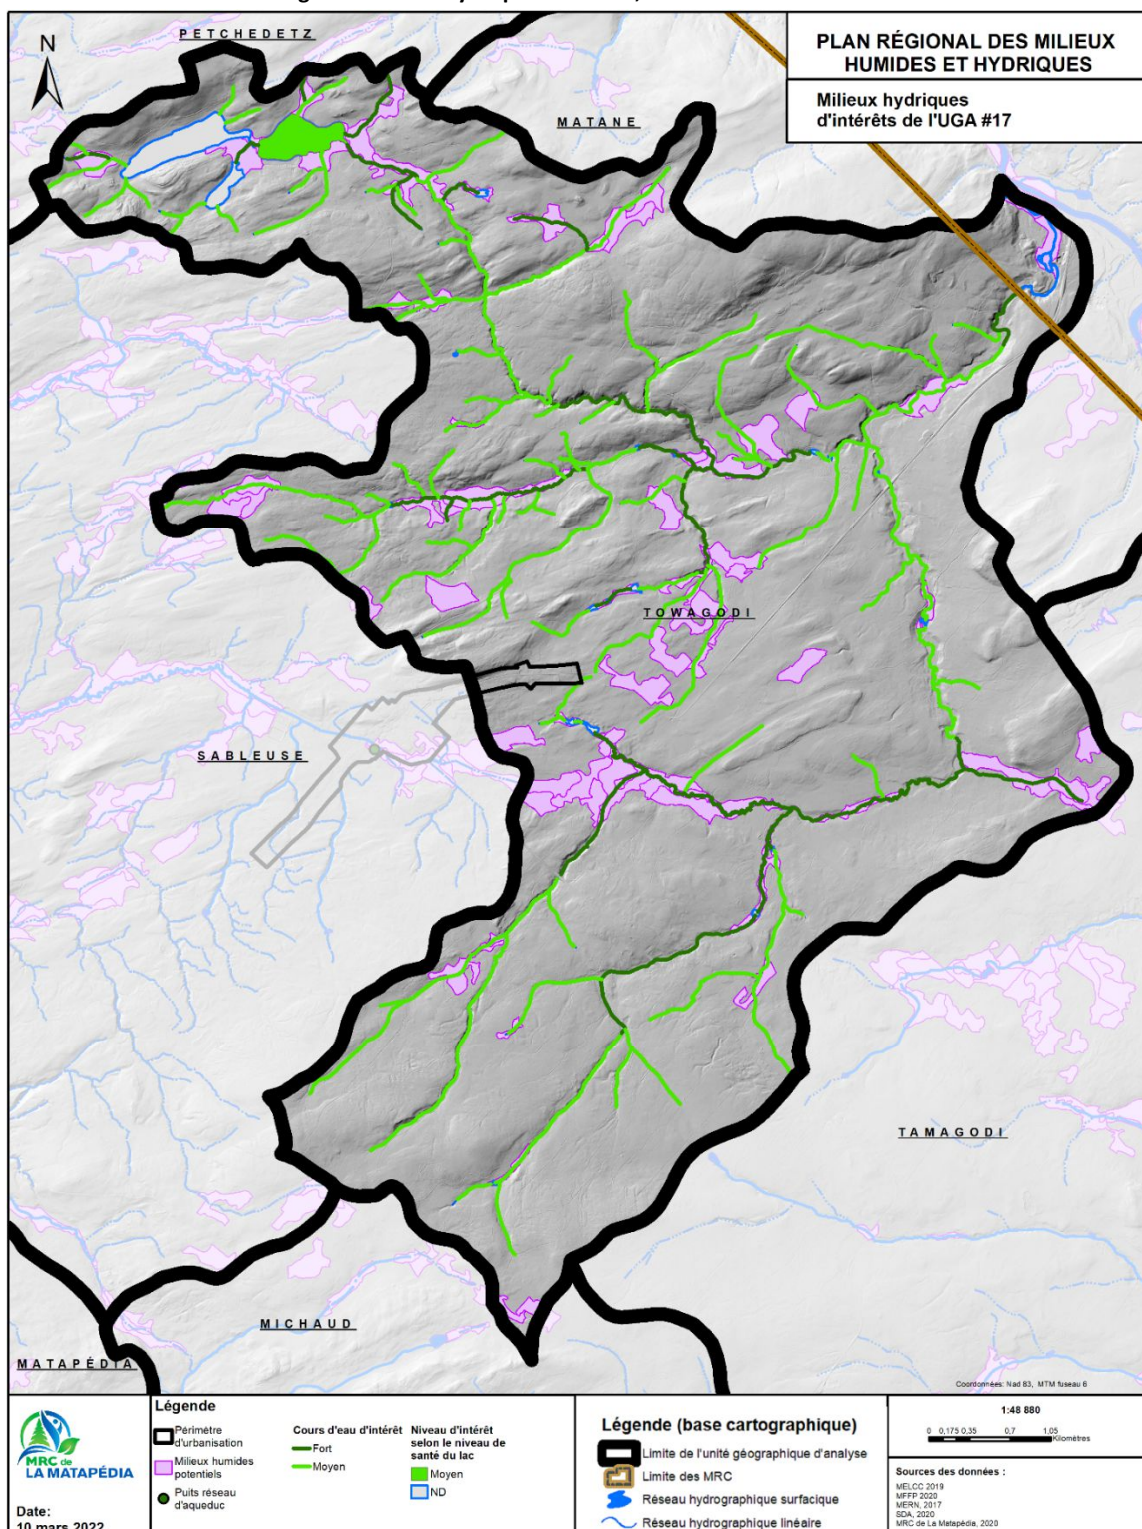 PLAN RÉGIONAL DES MILIEUX
HUMIDES ET HYDRIQUES
Milieux hydriques
d'intérêts de l'UGA #17
N
PETCHEDETZ
MATANE
TOWAGODI
SABLEUSE
TAMAGODI
MICHAUD
MATAPÉDIA
Coordonnées: Nad 83, MTM fuseau 6
MRC de
LA MATAPÉDIA
Date:
10 mars 2022
Légende
Périmètre
d'urbanisation
Milieux humides
potentiels
Puits réseau
d'aqueduc
Cours d'eau d'intérêt
Fort
Moyen
Niveau d'intérêt
selon le niveau de
santé du lac
Moyen
ND
Légende (base cartographique)
Limite de l'unité géographique d'analyse
Limite des MRC
Réseau hydrographique surfacique
Réseau hydrographique linéaire
1:48 880
0 0,175 0,35 0,7 1,05
Kilomètres
Sources des données :
MELCC 2019
MFFP 2020
MERN, 2017
SDA, 2020
MRC de La Matapédia, 2020